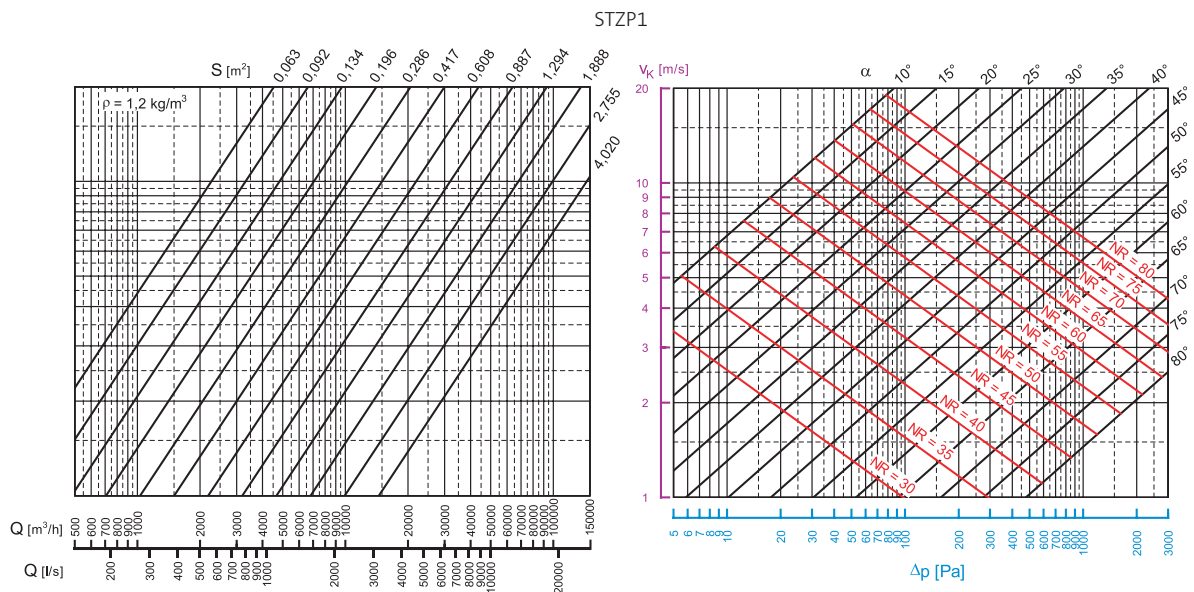 STZP1
S [m²] 0,063 0,092 0,134 0,196 0,286 0,417 0,608 0,887 1,294 1,888 2,755 4,020
ρ = 1,2 kg/m³
Q [m³/h] 500 600 700 800 900 1000 2000 3000 4000 5000 6000 7000 8000 9000 10000 20000 30000 40000 50000 60000 70000 80000 90000 100000 150000
Q [l/s] 200 300 400 500 600 700 800 900 1000 2000 3000 4000 5000 6000 7000 8000 9000 10000 20000
vK [m/s] α 10° 15° 20° 25° 30° 35° 40° 45° 50° 55° 60° 65° 70° 75° 80°
20
10
9
8
7
6
5
4
3
2
1
NR = 80
NR = 75
NR = 70
NR = 65
NR = 60
NR = 55
NR = 50
NR = 45
NR = 40
NR = 35
NR = 30
5 6 7 8 9 10 20 30 40 50 60 70 80 90 100 200 300 400 500 600 700 800 900 1000 2000 3000
Δp [Pa]